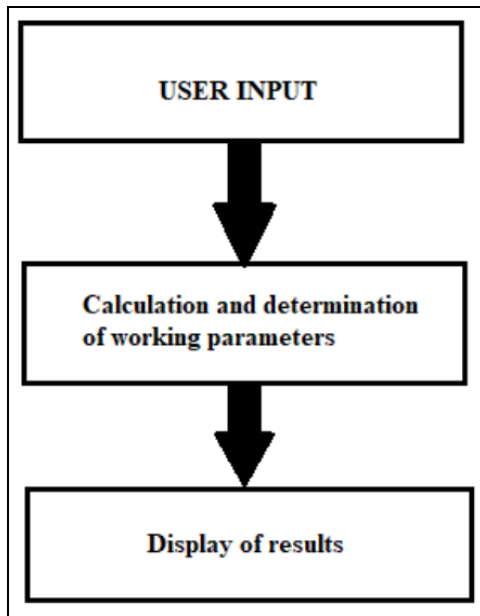 USER INPUT
Calculation and determination
of working parameters
Display of results